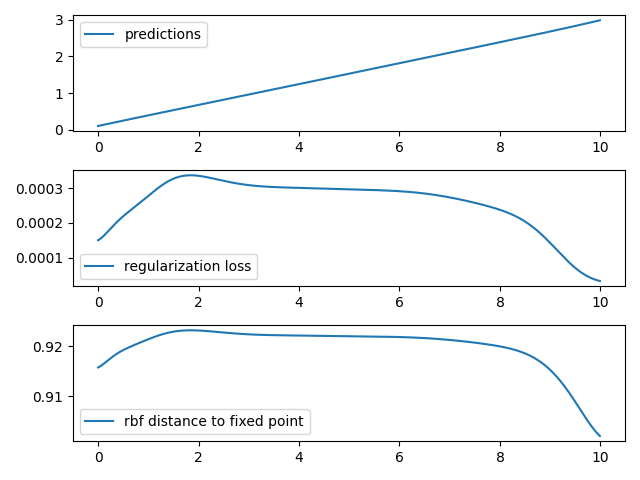 3
2
1
0
predictions
0 2 4 6 8 10
0.0003
0.0002
0.0001
regularization loss
0 2 4 6 8 10
0.92
0.91
rbf distance to fixed point
0 2 4 6 8 10